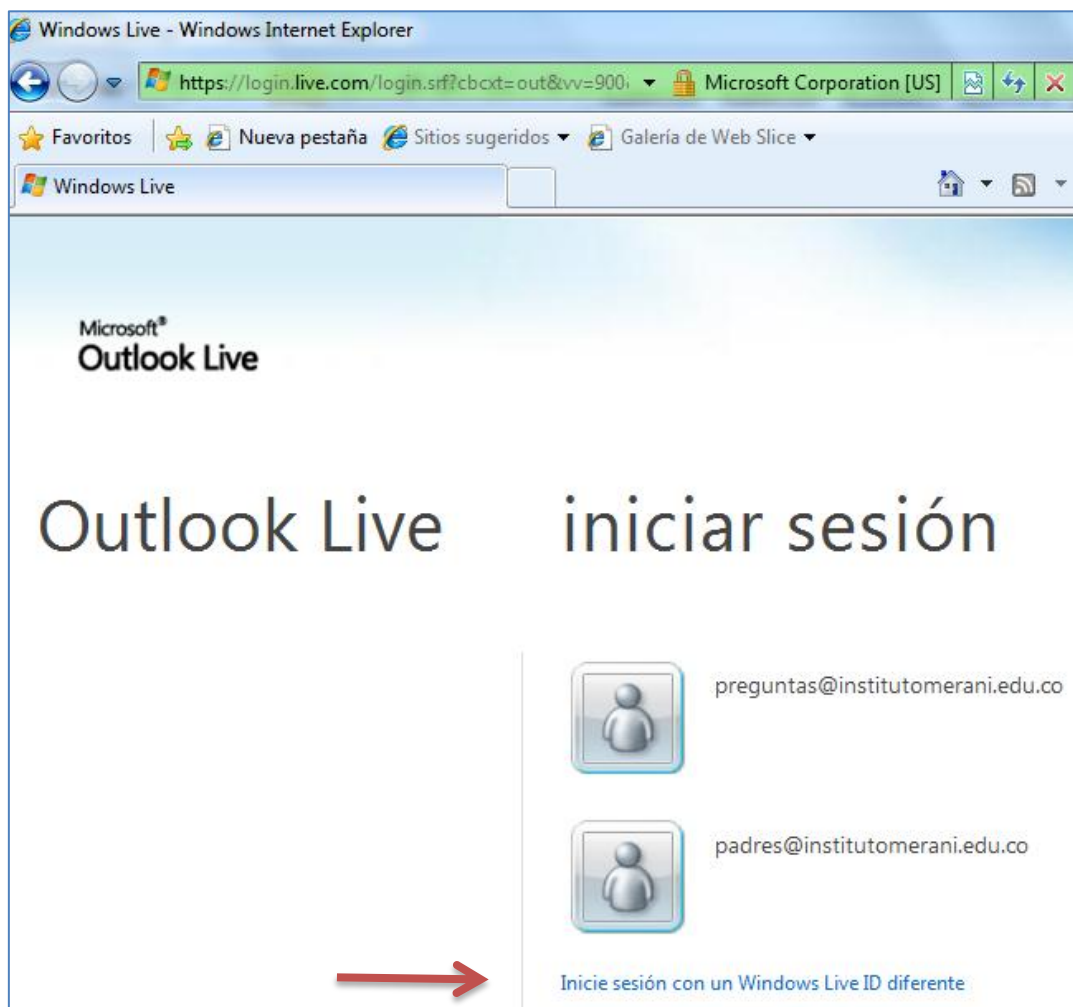 Windows Live - Windows Internet Explorer
https://login.live.com/login.srf?cbcxt=out&vv=900 Microsoft Corporation [US]
Favoritos Nueva pestaña Sitios sugeridos Galería de Web Slice
Windows Live
Microsoft®
Outlook Live
Outlook Live iniciar sesión
preguntas@institutomerani.edu.co
padres@institutomerani.edu.co
Inicie sesión con un Windows Live ID diferente